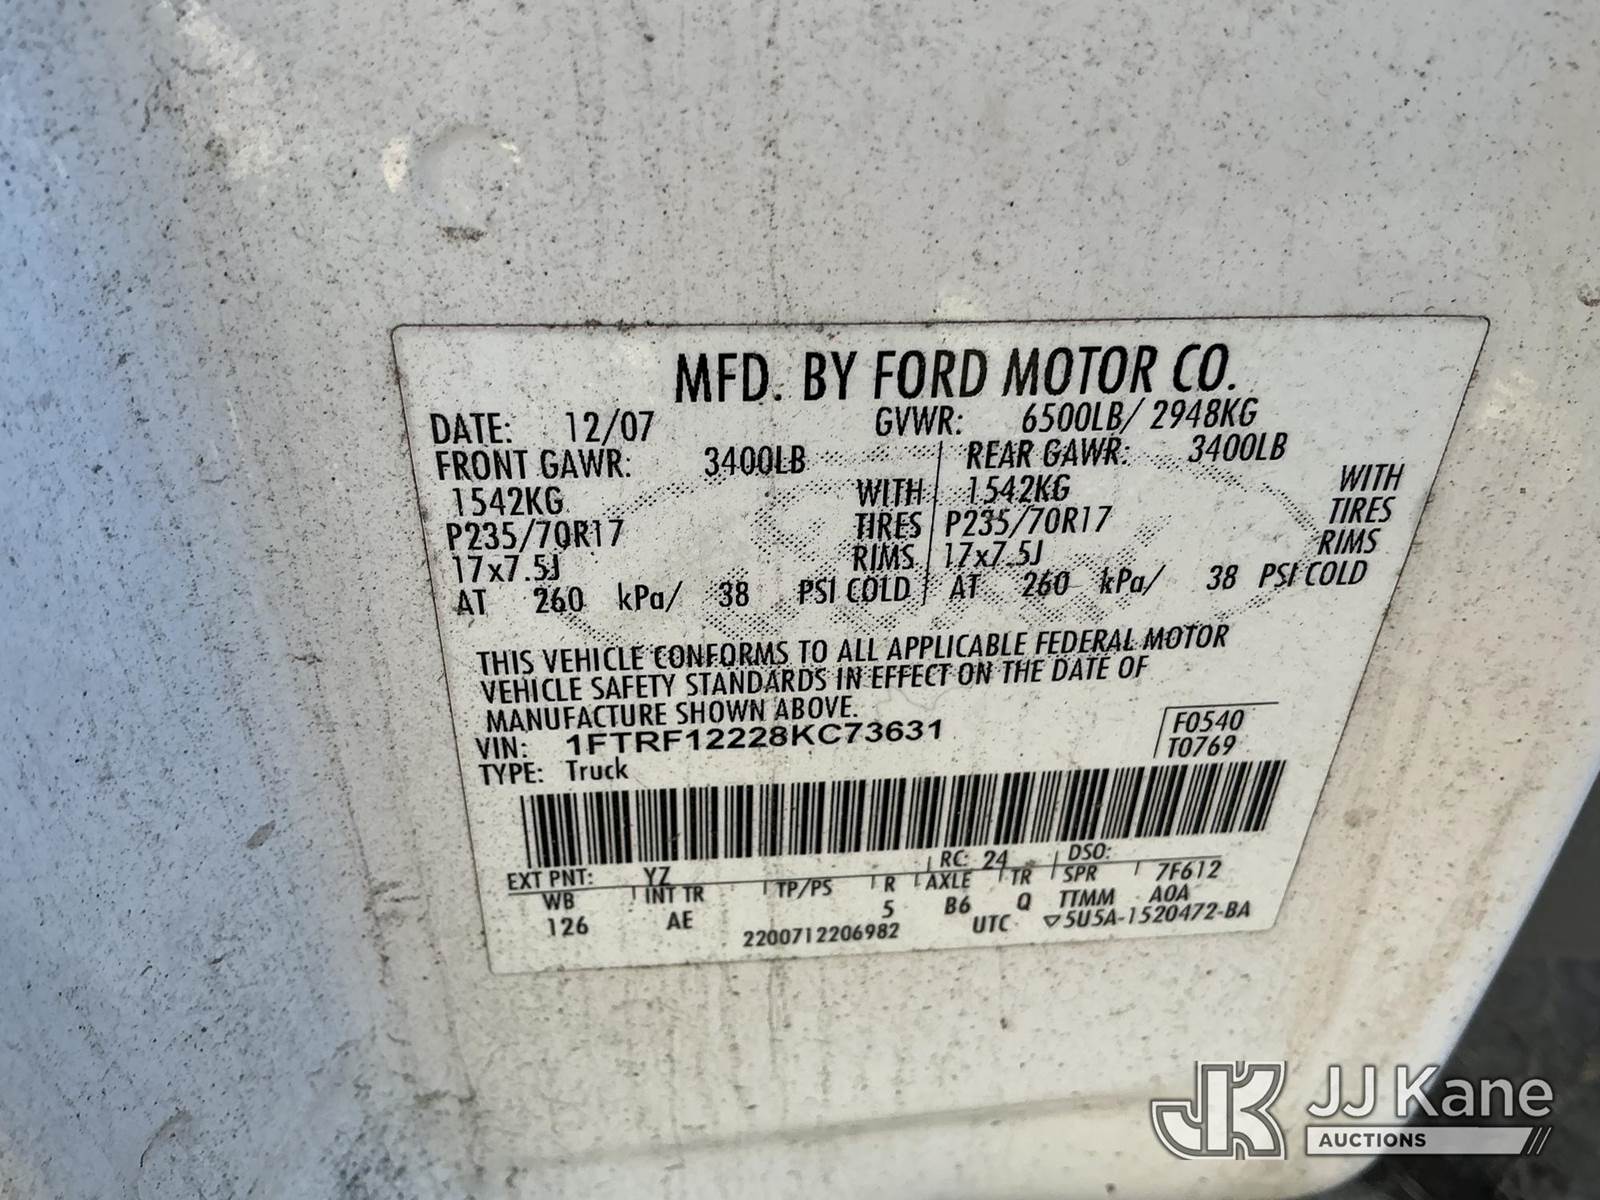 MFD. BY FORD MOTOR CO.
DATE: 12/07 GVWR: 6500LB/ 2948KG
FRONT GAWR: 3400LB REAR GAWR: 3400LB
1542KG WITH 1542KG WITH
P235/70R17 TIRES P235/70R17 TIRES
17x7.5J RIMS 17x7.5J RIMS
AT 260 kPa/ 38 PSI COLD AT 260 kPa/ 38 PSI COLD
THIS VEHICLE CONFORMS TO ALL APPLICABLE FEDERAL MOTOR
VEHICLE SAFETY STANDARDS IN EFFECT ON THE DATE OF
MANUFACTURE SHOWN ABOVE.
VIN: 1FTRF12228KC73631 F0540
TYPE: Truck T0769
EXT PNT: YZ RC: 24 DSO:
WB INT TR TP/PS R AXLE TR SPR 7F612
126 AE 5 B6 Q TTMM A0A
2200712206982 UTC ▽5U5A-1520472-BA
JK JJ Kane
AUCTIONS